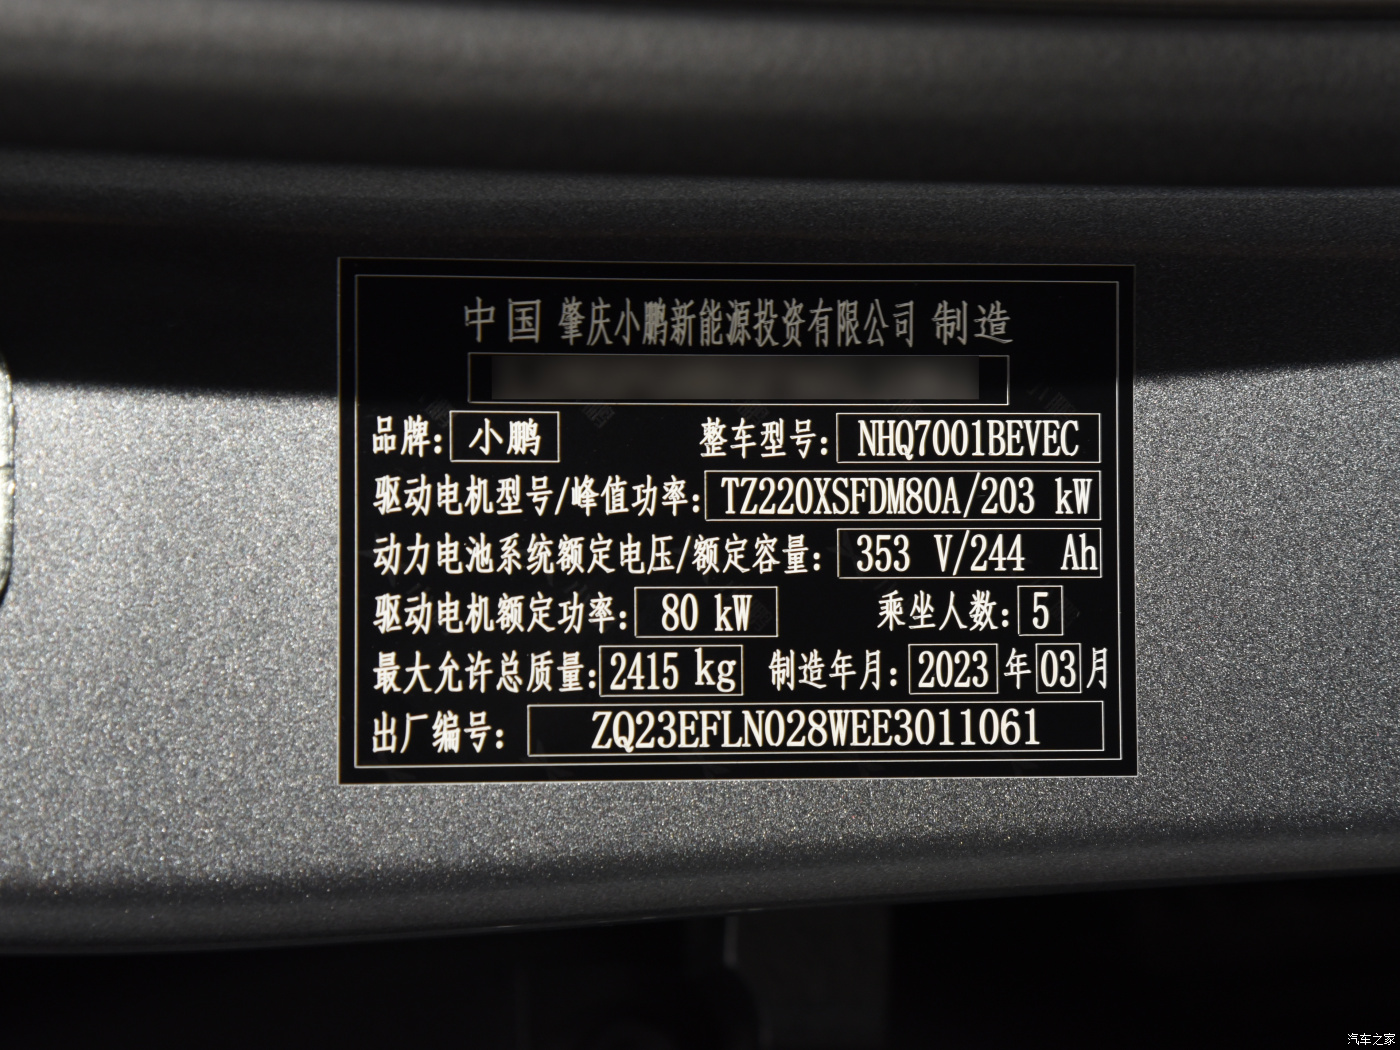 中国 肇庆小鹏新能源投资有限公司 制造
品牌: 小鹏 整车型号: NHQ7001BEVEC
驱动电机型号/峰值功率: TZ220XSFDM80A/203 kW
动力电池系统额定电压/额定容量: 353 V/244 Ah
驱动电机额定功率: 80 kW 乘坐人数: 5
最大允许总质量: 2415 kg 制造年月: 2023 年 03 月
出厂编号: ZQ23EFLN028WEE3011061
汽车之家